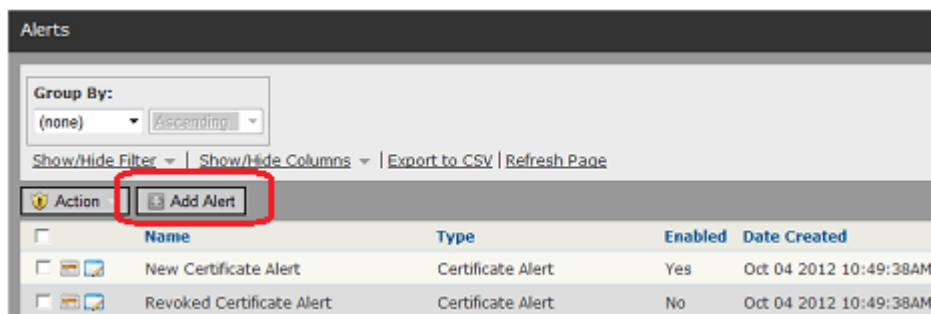 Alerts
Group By:
(none) Ascending
Show/Hide Filter | Show/Hide Columns | Export to CSV | Refresh Page
Action Add Alert
Name Type Enabled Date Created
New Certificate Alert Certificate Alert Yes Oct 04 2012 10:49:38AM
Revoked Certificate Alert Certificate Alert No Oct 04 2012 10:49:38AM